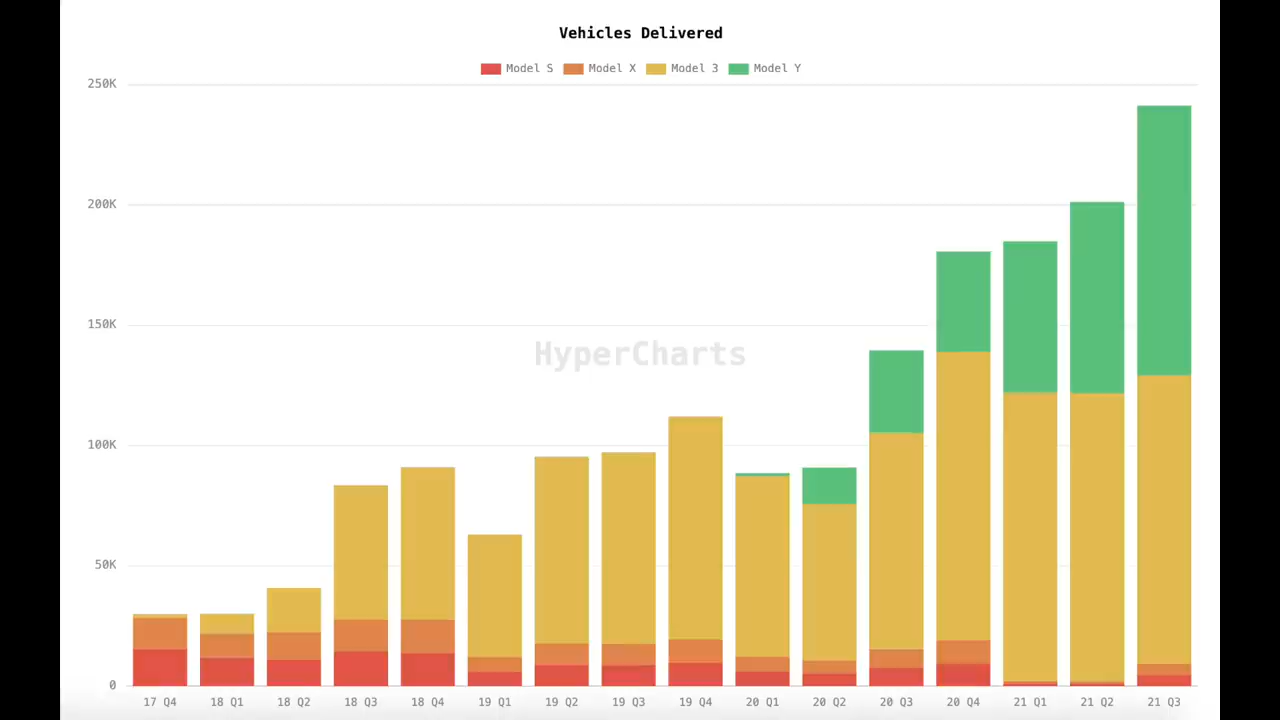 Vehicles Delivered
Model S Model X Model 3 Model Y
250K
200K
150K
HyperCharts
100K
50K
0
17 Q4 18 Q1 18 Q2 18 Q3 18 Q4 19 Q1 19 Q2 19 Q3 19 Q4 20 Q1 20 Q2 20 Q3 20 Q4 21 Q1 21 Q2 21 Q3